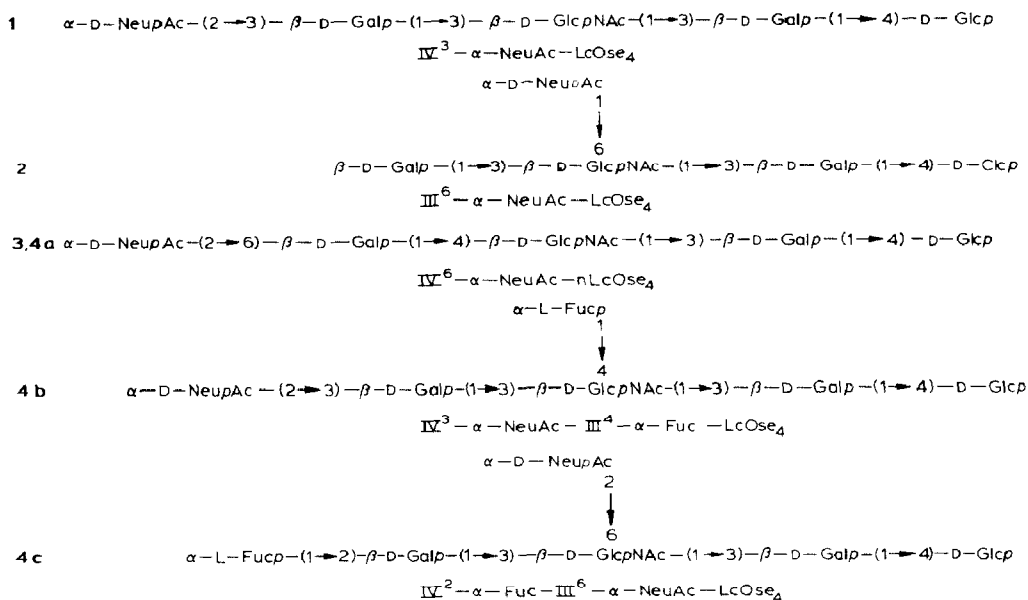 1 α-D-NeupAc-(2→3)-β-D-Galp-(1→3)-β-D-GlcpNAc-(1→3)-β-D-Galp-(1→4)-D-Glcp
IV³-α-NeuAc-LcOse₄
α-D-NeupAc
1
↓
6
2 β-D-Galp-(1→3)-β-D-GlcpNAc-(1→3)-β-D-Galp-(1→4)-D-Clcp
III⁶-α-NeuAc-LcOse₄
3,4a α-D-NeupAc-(2→6)-β-D-Galp-(1→4)-β-D-GlcpNAc-(1→3)-β-D-Galp-(1→4)-D-Glcp
IV⁶-α-NeuAc-nLcOse₄
α-L-Fucp
1
↓
4
4b α-D-NeupAc-(2→3)-β-D-Galp-(1→3)-β-D-GlcpNAc-(1→3)-β-D-Galp-(1→4)-D-Glcp
IV³-α-NeuAc-III⁴-α-Fuc-LcOse₄
α-D-NeupAc
2
↓
6
4c α-L-Fucp-(1→2)-β-D-Galp-(1→3)-β-D-GlcpNAc-(1→3)-β-D-Galp-(1→4)-D-Glcp
IV²-α-Fuc-III⁶-α-NeuAc-LcOse₄